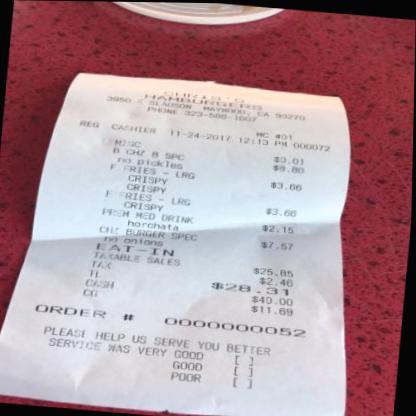 CHRIS'S
HAMBURGERS
3950 E SLAUSON MAYWOOD, CA 90270
PHONE 323-588-1607
REG CASHIER 11-24-2017 12:13 PM 000072
MC #01
MISC $0.01
B CHZ B SPC $8.80
no pickles
F FRIES - LRG $3.66
CRISPY
CRISPY
F FRIES - LRG $3.66
CRISPY
PREM MED DRINK $2.15
horchata
CHZ BURGER SPEC $7.57
no onions
EAT-IN
TAXABLE SALES $25.85
TAX $2.46
TL $28.31
CASH $40.00
CG $11.69
ORDER # 0000000052
PLEASE HELP US SERVE YOU BETTER
SERVICE WAS VERY GOOD [ ]
GOOD [ ]
POOR [ ]